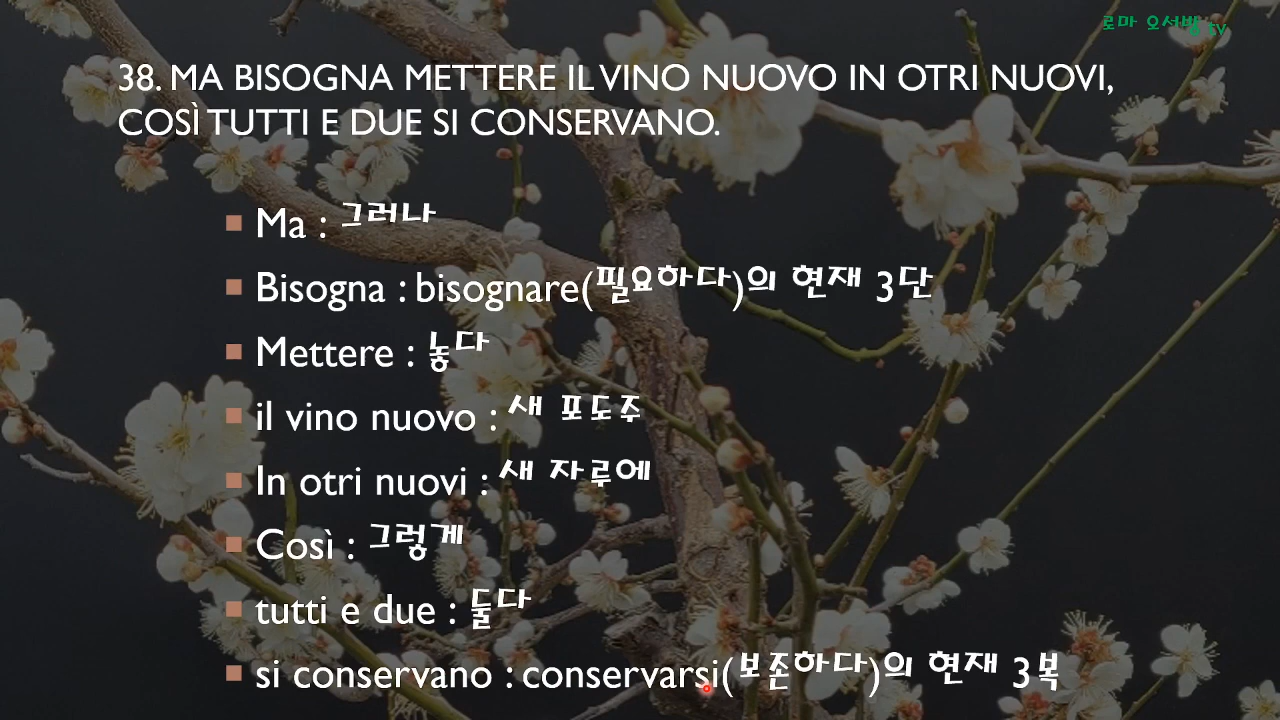 로마 오서방 tv
38. MA BISOGNA METTERE IL VINO NUOVO IN OTRI NUOVI,
COSÌ TUTTI E DUE SI CONSERVANO.
Ma : 그러나
Bisogna : bisognare(필요하다)의 현재 3단
Mettere : 놓다
il vino nuovo : 새 포도주
In otri nuovi : 새 자루에
Così : 그렇게
tutti e due : 둘다
si conservano : conservarsi(보존하다)의 현재 3복